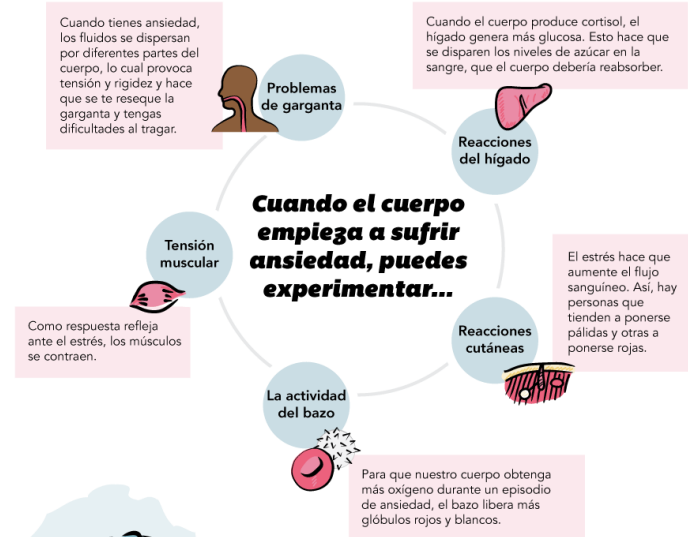 Cuando tienes ansiedad,
los fluidos se dispersan
por diferentes partes del
cuerpo, lo cual provoca
tensión y rigidez y hace
que se te reseque la
garganta y tengas
dificultades al tragar.
Problemas
de garganta
Cuando el cuerpo produce cortisol, el
hígado genera más glucosa. Esto hace que
se disparen los niveles de azúcar en la
sangre, que el cuerpo debería reabsorber.
Reacciones
del hígado
Cuando el cuerpo
empieza a sufrir
ansiedad, puedes
experimentar...
Tensión
muscular
Como respuesta refleja
ante el estrés, los músculos
se contraen.
El estrés hace que
aumente el flujo
sanguíneo. Así, hay
personas que
tienden a ponerse
pálidas y otras a
ponerse rojas.
Reacciones
cutáneas
La actividad
del bazo
Para que nuestro cuerpo obtenga
más oxígeno durante un episodio
de ansiedad, el bazo libera más
glóbulos rojos y blancos.